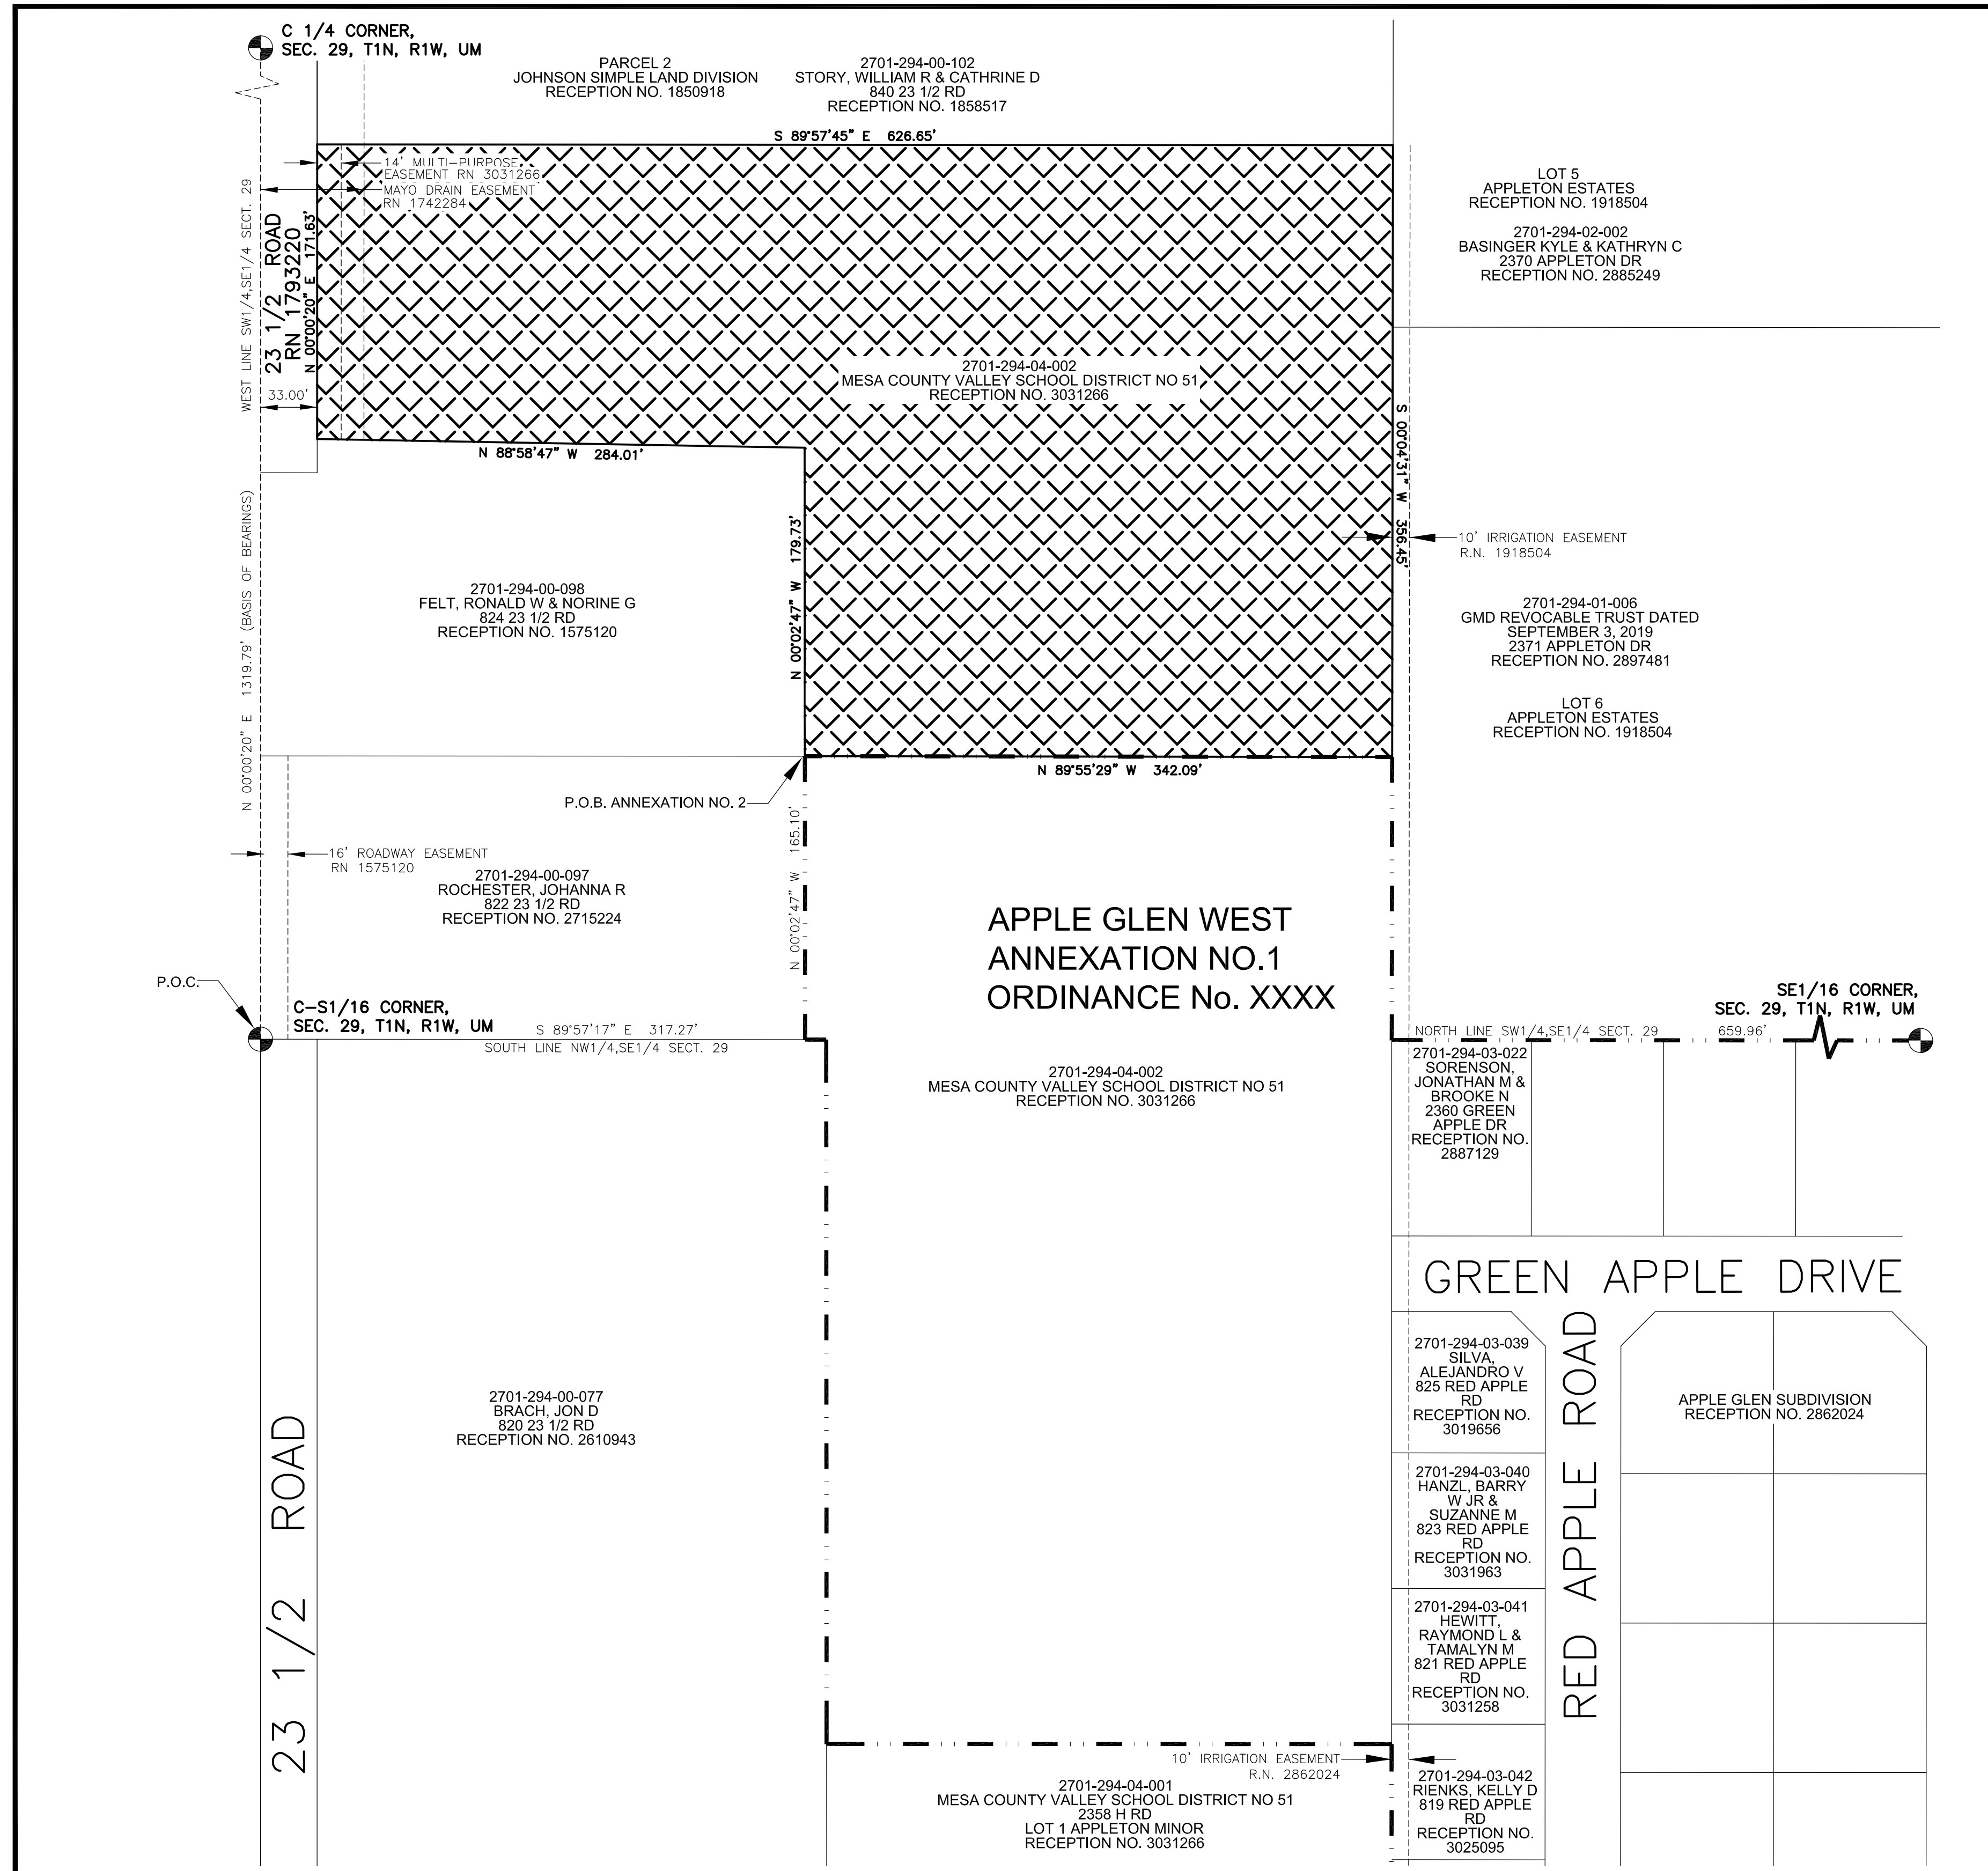 C 1/4 CORNER,
SEC. 29, T1N, R1W, UM
PARCEL 2
JOHNSON SIMPLE LAND DIVISION
RECEPTION NO. 1850918
2701-294-00-102
STORY, WILLIAM R & CATHRINE D
840 23 1/2 RD
RECEPTION NO. 1858517
S 89°57'45" E 626.65'
14' MULTI-PURPOSE
EASEMENT RN 3031266
MAYO DRAIN EASEMENT
RN 1742284
WEST LINE SW1/4,SE1/4 SECT. 29
23 1/2 ROAD
RN 1793220
N 00°00'20" E 171.63'
33.00'
LOT 5
APPLETON ESTATES
RECEPTION NO. 1918504
2701-294-02-002
BASINGER KYLE & KATHRYN C
2370 APPLETON DR
RECEPTION NO. 2885249
2701-294-04-002
MESA COUNTY VALLEY SCHOOL DISTRICT NO 51
RECEPTION NO. 3031266
S 00°04'31" W 356.45'
N 88°58'47" W 284.01'
N 00°02'47" W 179.73'
10' IRRIGATION EASEMENT
R.N. 1918504
N 00°00'20" E 1319.79' (BASIS OF BEARINGS)
2701-294-00-098
FELT, RONALD W & NORINE G
824 23 1/2 RD
RECEPTION NO. 1575120
2701-294-01-006
GMD REVOCABLE TRUST DATED
SEPTEMBER 3, 2019
2371 APPLETON DR
RECEPTION NO. 2897481
LOT 6
APPLETON ESTATES
RECEPTION NO. 1918504
N 89°55'29" W 342.09'
P.O.B. ANNEXATION NO. 2
N 00°02'47" W 165.10'
16' ROADWAY EASEMENT
RN 1575120
2701-294-00-097
ROCHESTER, JOHANNA R
822 23 1/2 RD
RECEPTION NO. 2715224
APPLE GLEN WEST
ANNEXATION NO.1
ORDINANCE No. XXXX
P.O.C.
C-S1/16 CORNER,
SEC. 29, T1N, R1W, UM
S 89°57'17" E 317.27'
SOUTH LINE NW1/4,SE1/4 SECT. 29
SE1/16 CORNER,
SEC. 29, T1N, R1W, UM
NORTH LINE SW1/4,SE1/4 SECT. 29 659.96'
2701-294-04-002
MESA COUNTY VALLEY SCHOOL DISTRICT NO 51
RECEPTION NO. 3031266
2701-294-03-022
SORENSON,
JONATHAN M &
BROOKE N
2360 GREEN
APPLE DR
RECEPTION NO.
2887129
GREEN APPLE DRIVE
RED APPLE ROAD
2701-294-03-039
SILVA,
ALEJANDRO V
825 RED APPLE
RD
RECEPTION NO.
3019656
APPLE GLEN SUBDIVISION
RECEPTION NO. 2862024
2701-294-00-077
BRACH, JON D
820 23 1/2 RD
RECEPTION NO. 2610943
23 1/2 ROAD
2701-294-03-040
HANZL, BARRY
W JR &
SUZANNE M
823 RED APPLE
RD
RECEPTION NO.
3031963
2701-294-03-041
HEWITT,
RAYMOND L &
TAMALYN M
821 RED APPLE
RD
RECEPTION NO.
3031258
10' IRRIGATION EASEMENT
R.N. 2862024
2701-294-04-001
MESA COUNTY VALLEY SCHOOL DISTRICT NO 51
2358 H RD
LOT 1 APPLETON MINOR
RECEPTION NO. 3031266
2701-294-03-042
RIENKS, KELLY D
819 RED APPLE
RD
RECEPTION NO.
3025095